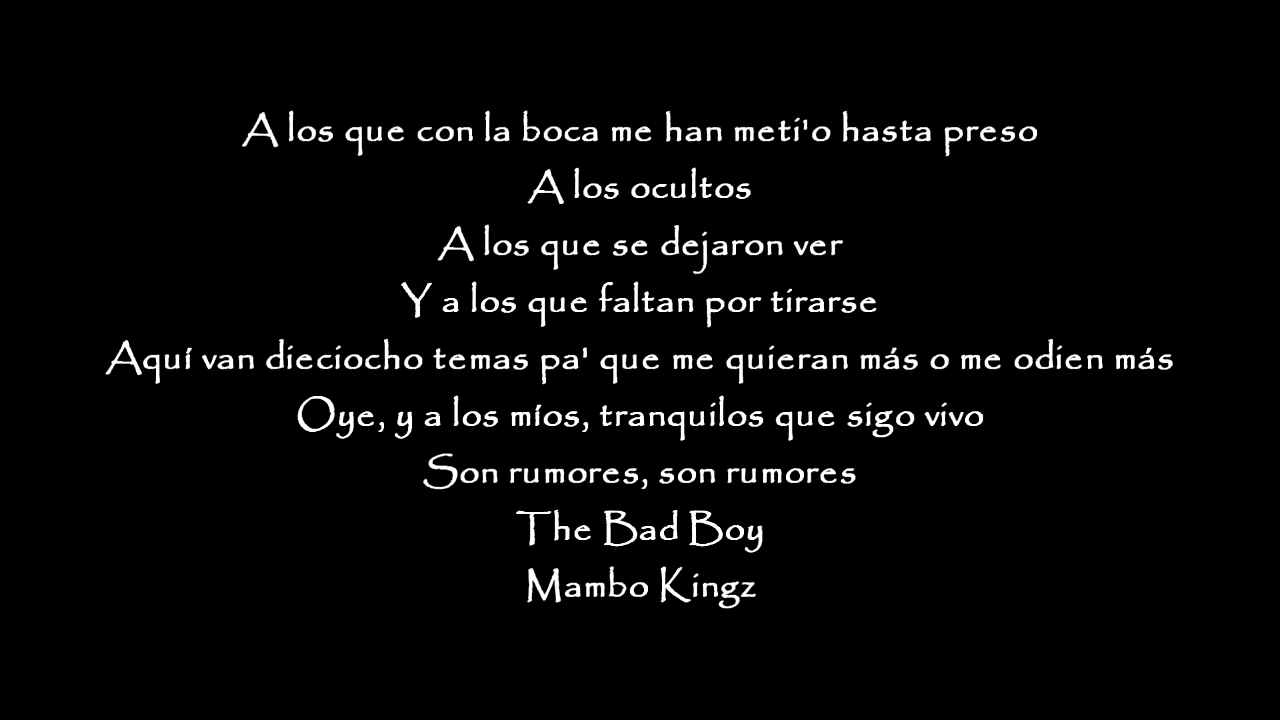 A los que con la boca me han metí'o hasta preso
A los ocultos
A los que se dejaron ver
Y a los que faltan por tirarse
Aquí van dieciocho temas pa' que me quieran más o me odien más
Oye, y a los míos, tranquilos que sigo vivo
Son rumores, son rumores
The Bad Boy
Mambo Kingz